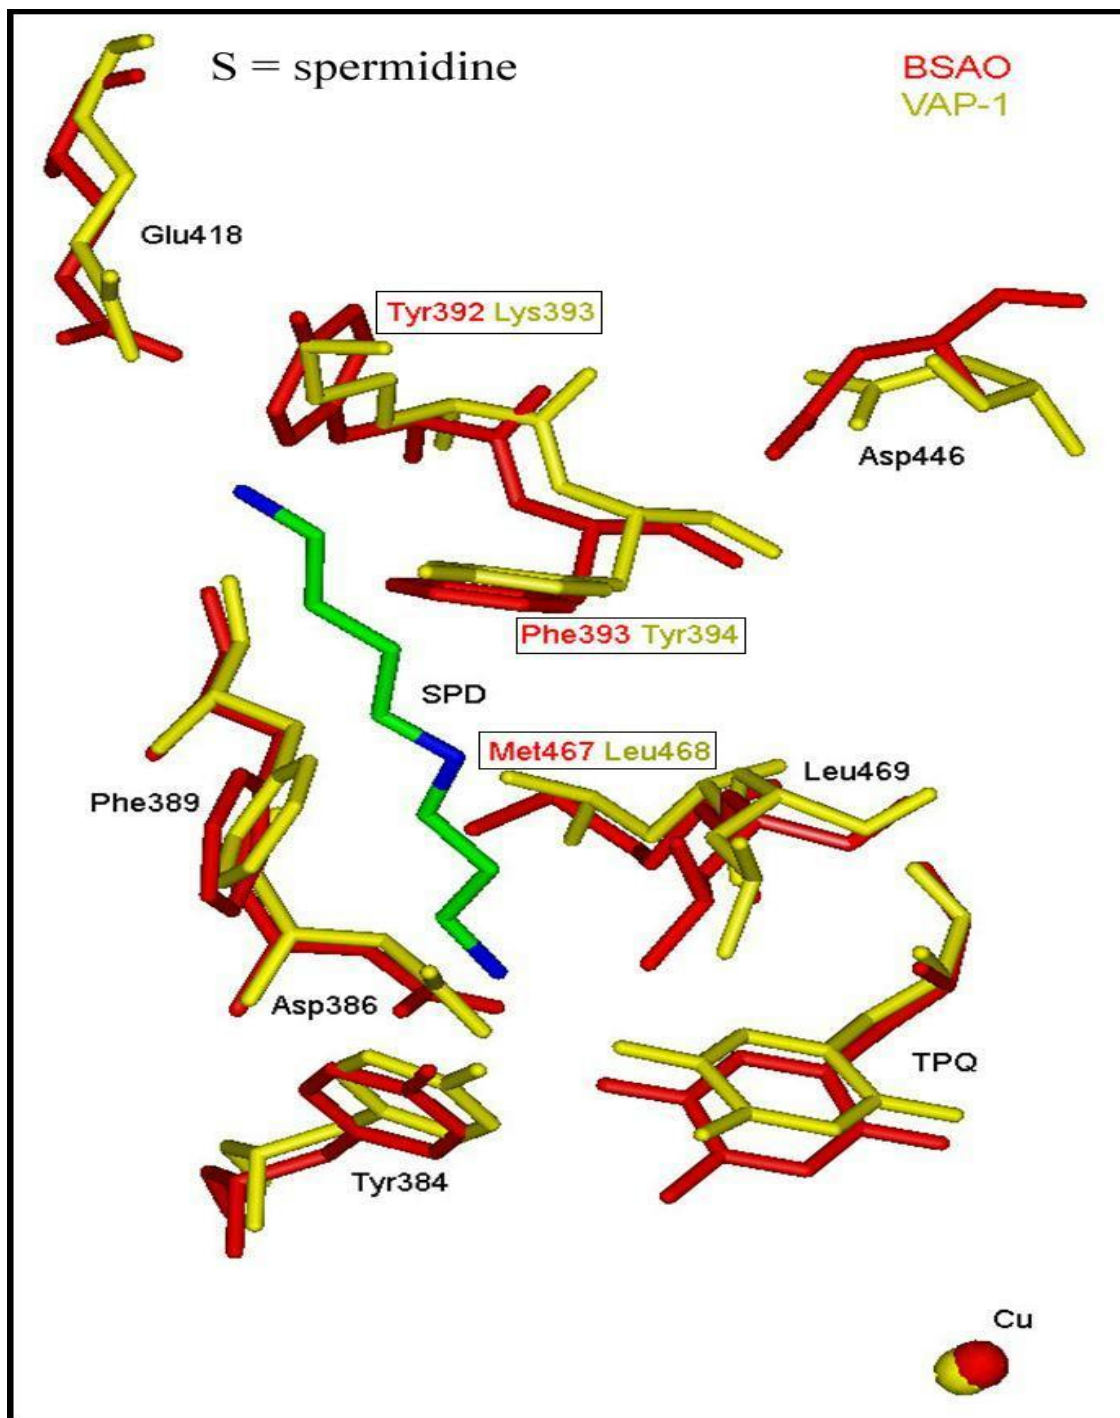 S = spermidine
BSAO
VAP-1
Glu418
Tyr392 Lys393
Asp446
Phe393 Tyr394
SPD
Met467 Leu468
Leu469
Phe389
Asp386
TPQ
Tyr384
Cu